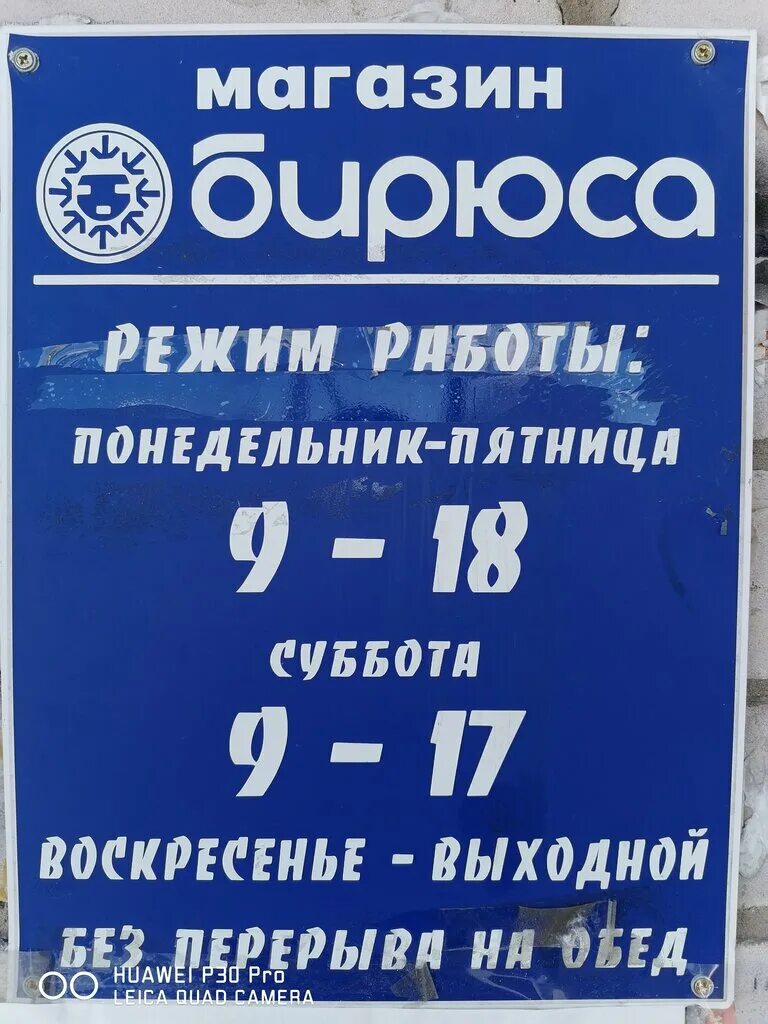 магазин
бирюса
РЕЖИМ РАБОТЫ:
ПОНЕДЕЛЬНИК-ПЯТНИЦА
9 - 18
СУББОТА
9 - 17
ВОСКРЕСЕНЬЕ - ВЫХОДНОЙ
БЕЗ ПЕРЕРЫВА НА ОБЕД
HUAWEI P30 Pro
LEICA QUAD CAMERA